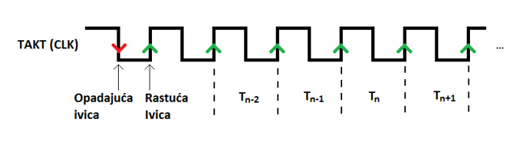 TAKT (CLK)
...
Opadajuća
ivica
Rastuća
Ivica
Tn-2
Tn-1
Tn
Tn+1